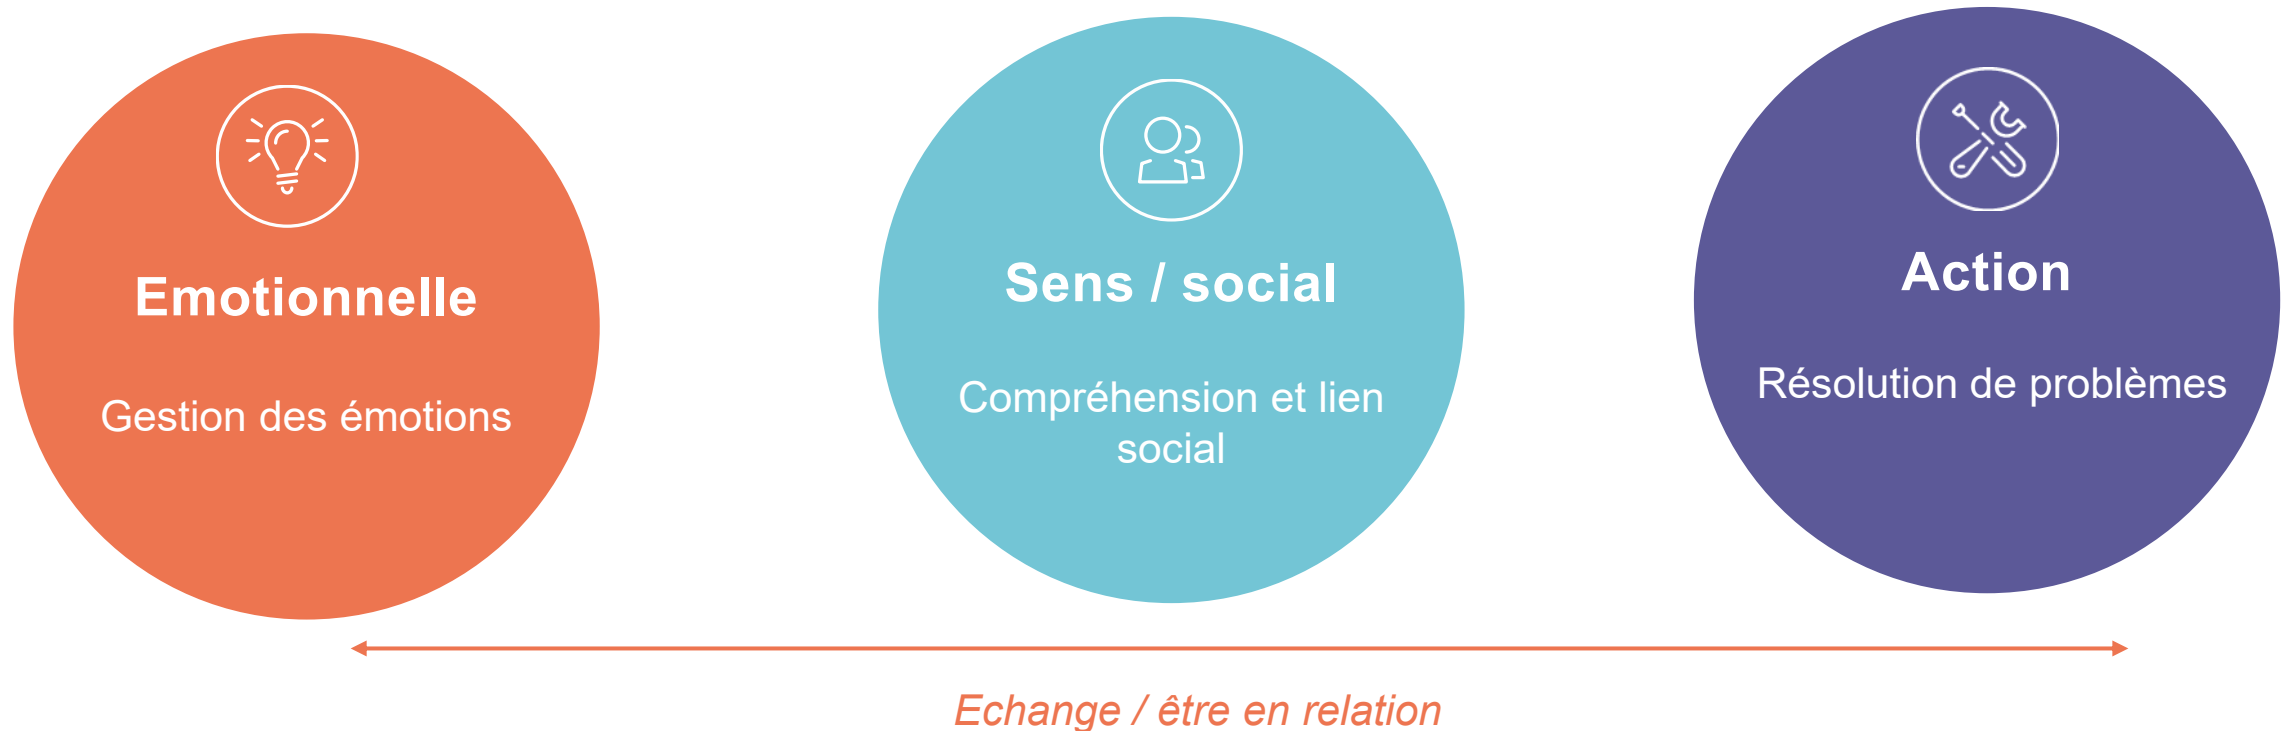 Emotionnelle
Gestion des émotions
Sens / social
Compréhension et lien
social
Action
Résolution de problèmes
Echange / être en relation